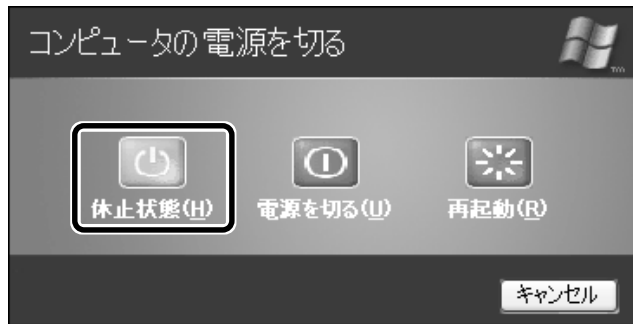 コンピュータの電源を切る
TM
休止状態(H)
電源を切る(U)
再起動(R)
キャンセル